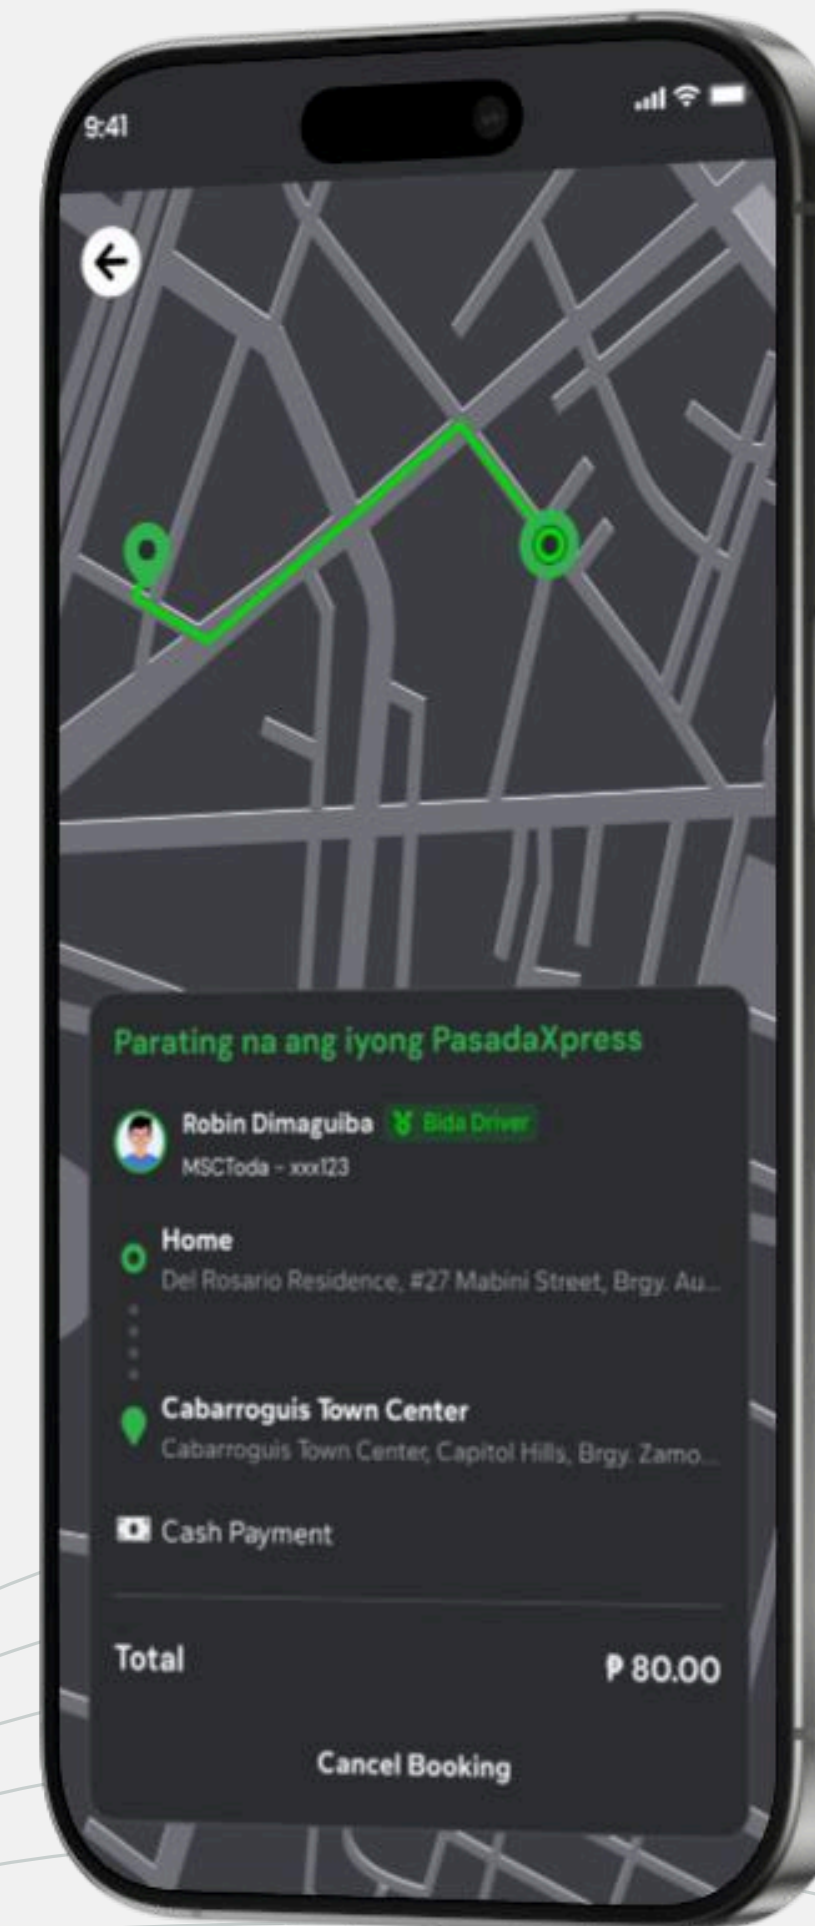 9:41
Parating na ang iyong PasadaXpress
Robin Dimaguiba Bida Driver
MSCToda - xxx123
Home
Del Rosario Residence, #27 Mabini Street, Brgy. Au...
Cabarroguis Town Center
Cabarroguis Town Center, Capitol Hills, Brgy. Zamo...
Cash Payment
Total ₱ 80.00
Cancel Booking